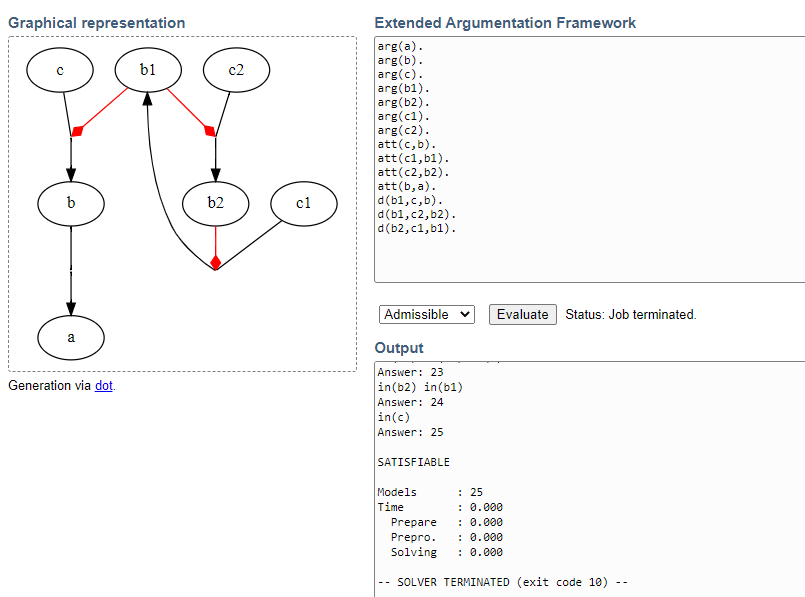 Graphical representation
c
b1
c2
b
b2
c1
a
Generation via dot.
Extended Argumentation Framework
arg(a).
arg(b).
arg(c).
arg(b1).
arg(b2).
arg(c1).
arg(c2).
att(c,b).
att(c1,b1).
att(c2,b2).
att(b,a).
d(b1,c,b).
d(b1,c2,b2).
d(b2,c1,b1).
Admissible Evaluate Status: Job terminated.
Output
Answer: 23
in(b2) in(b1)
Answer: 24
in(c)
Answer: 25
SATISFIABLE
Models : 25
Time : 0.000
Prepare : 0.000
Prepro. : 0.000
Solving : 0.000
-- SOLVER TERMINATED (exit code 10) --